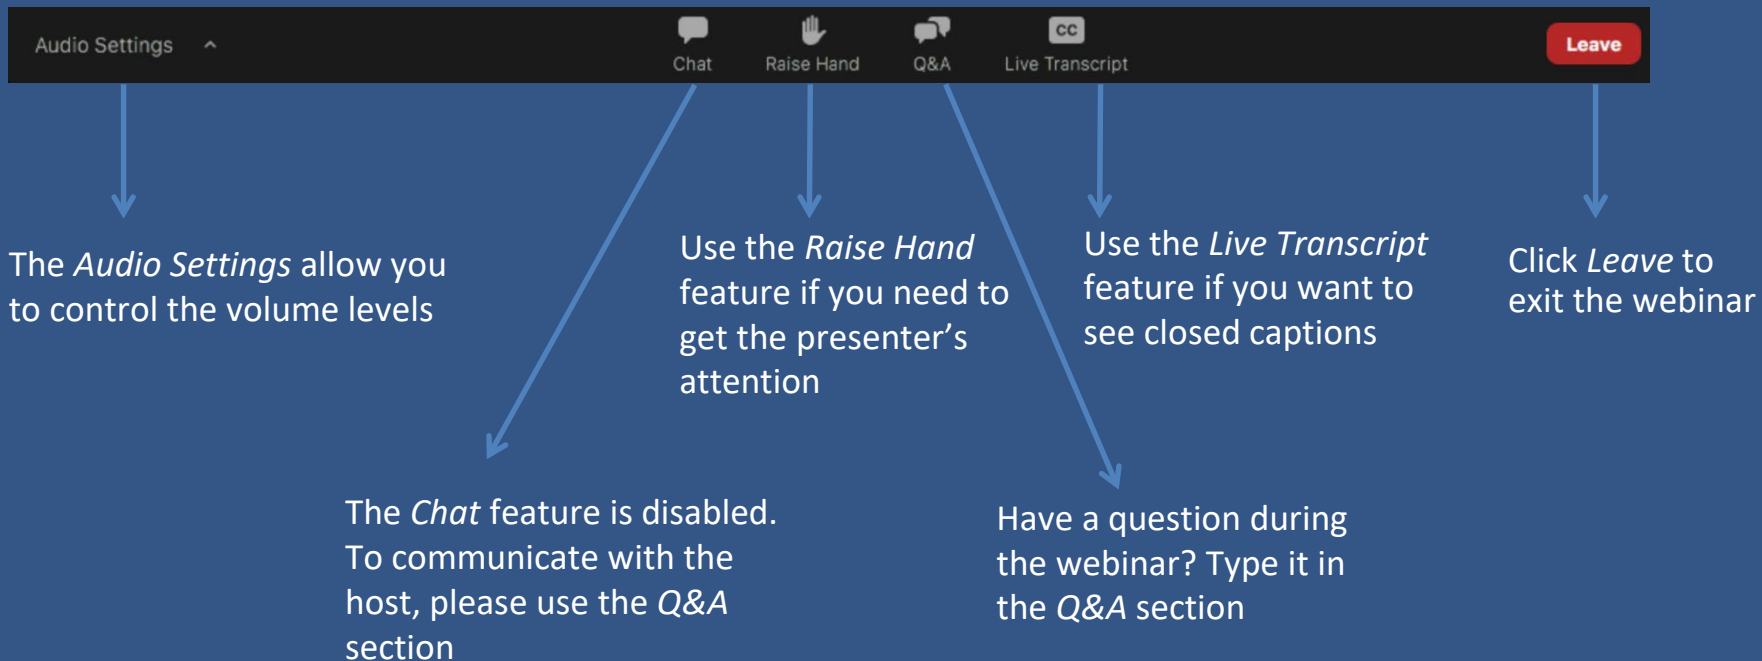 Audio Settings
Chat
Raise Hand
Q&A
CC
Live Transcript
Leave
The Audio Settings allow you
to control the volume levels
Use the Raise Hand
feature if you need to
get the presenter's
attention
Use the Live Transcript
feature if you want to
see closed captions
Click Leave to
exit the webinar
The Chat feature is disabled.
To communicate with the
host, please use the Q&A
section
Have a question during
the webinar? Type it in
the Q&A section